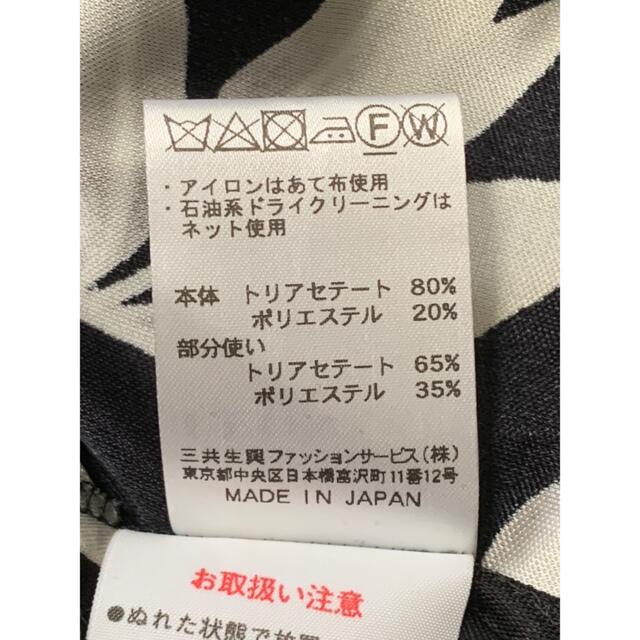 F W
・アイロンはあて布使用
・石油系ドライクリーニングは
ネット使用
本体 トリアセテート 80%
ポリエステル 20%
部分使い
トリアセテート 65%
ポリエステル 35%
三共生興ファッションサービス(株)
東京都中央区日本橋富沢町11番12号
MADE IN JAPAN
お取扱い注意
●ぬれた状態で放置